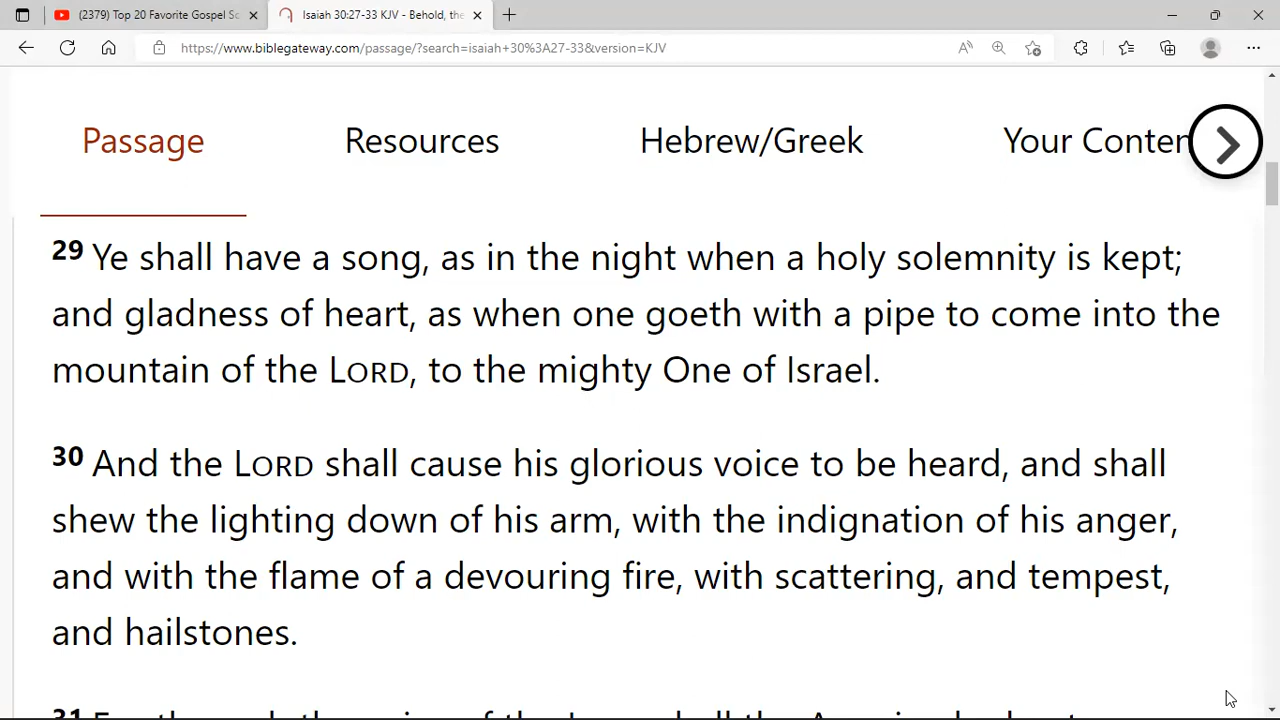 (2379) Top 20 Favorite Gospel So
Isaiah 30:27-33 KJV - Behold, the
https://www.biblegateway.com/passage/?search=isaiah+30%3A27-33&version=KJV
Passage Resources Hebrew/Greek Your Conten
29 Ye shall have a song, as in the night when a holy solemnity is kept;
and gladness of heart, as when one goeth with a pipe to come into the
mountain of the LORD, to the mighty One of Israel.
30 And the LORD shall cause his glorious voice to be heard, and shall
shew the lighting down of his arm, with the indignation of his anger,
and with the flame of a devouring fire, with scattering, and tempest,
and hailstones.